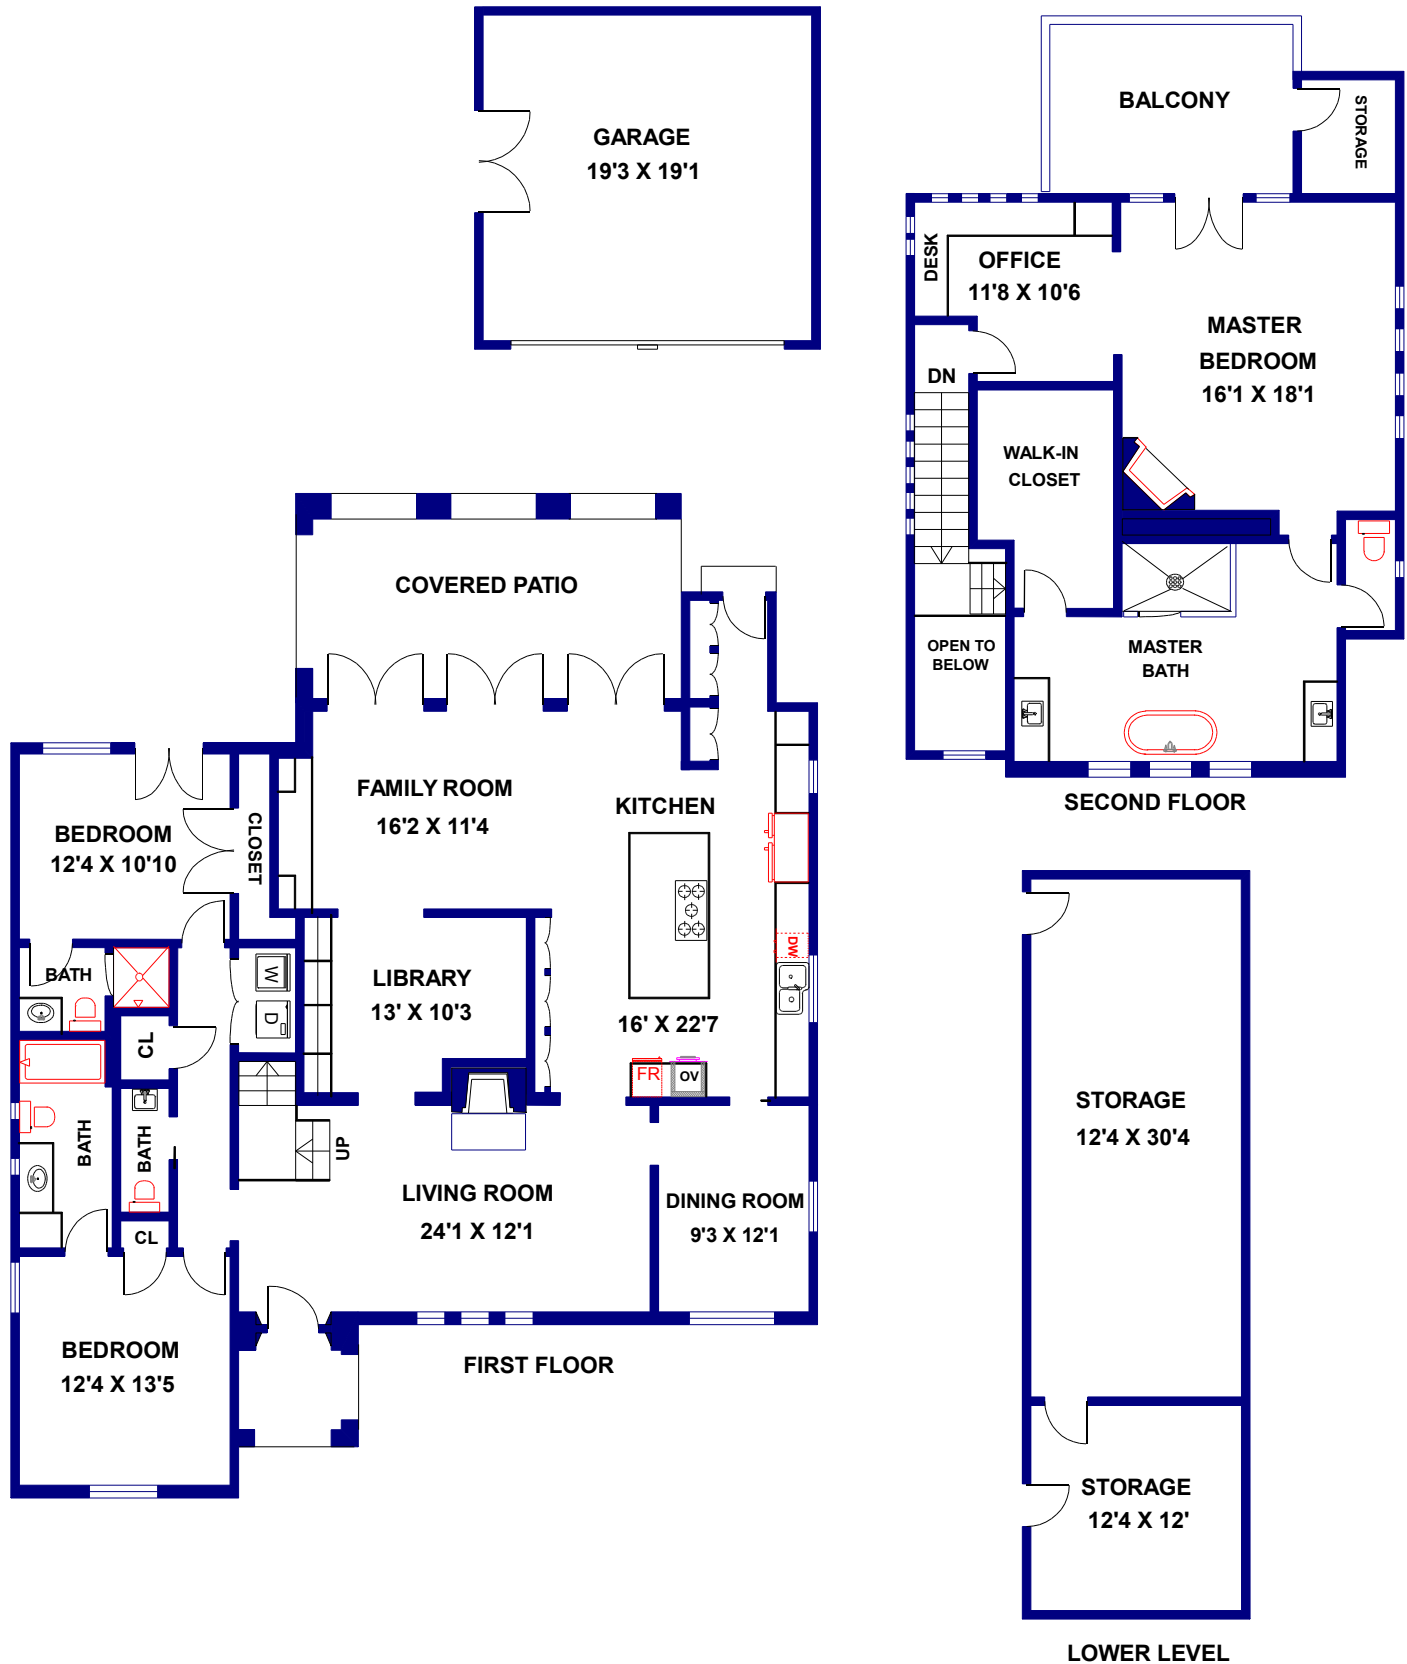 GARAGE
19'3 X 19'1
COVERED PATIO
FAMILY ROOM
16'2 X 11'4
KITCHEN
16' X 22'7
BEDROOM
12'4 X 10'10
CLOSET
BATH
W
D
CL
LIBRARY
13' X 10'3
DW
FR
OV
BATH
BATH
UP
CL
LIVING ROOM
24'1 X 12'1
DINING ROOM
9'3 X 12'1
BEDROOM
12'4 X 13'5
FIRST FLOOR
BALCONY
STORAGE
DESK
OFFICE
11'8 X 10'6
MASTER
BEDROOM
16'1 X 18'1
DN
WALK-IN
CLOSET
OPEN TO
BELOW
MASTER
BATH
SECOND FLOOR
STORAGE
12'4 X 30'4
STORAGE
12'4 X 12'
LOWER LEVEL